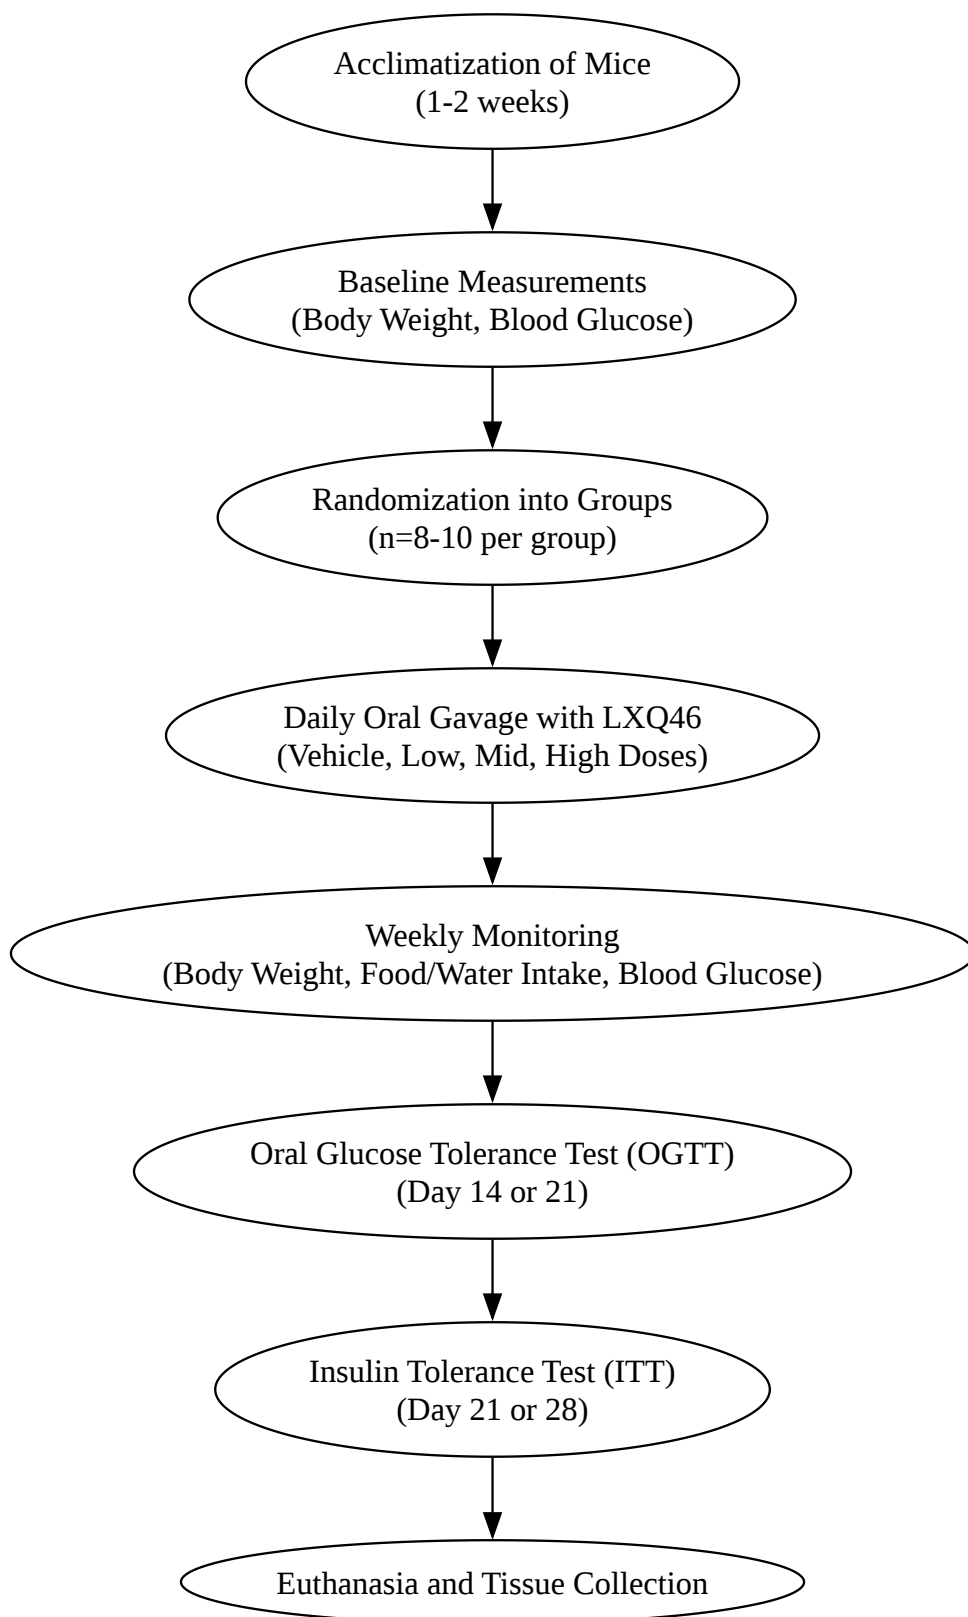 Acclimatization of Mice
(1-2 weeks)
Baseline Measurements
(Body Weight, Blood Glucose)
Randomization into Groups
(n=8-10 per group)
Daily Oral Gavage with LXQ46
(Vehicle, Low, Mid, High Doses)
Weekly Monitoring
(Body Weight, Food/Water Intake, Blood Glucose)
Oral Glucose Tolerance Test (OGTT)
(Day 14 or 21)
Insulin Tolerance Test (ITT)
(Day 21 or 28)
Euthanasia and Tissue Collection